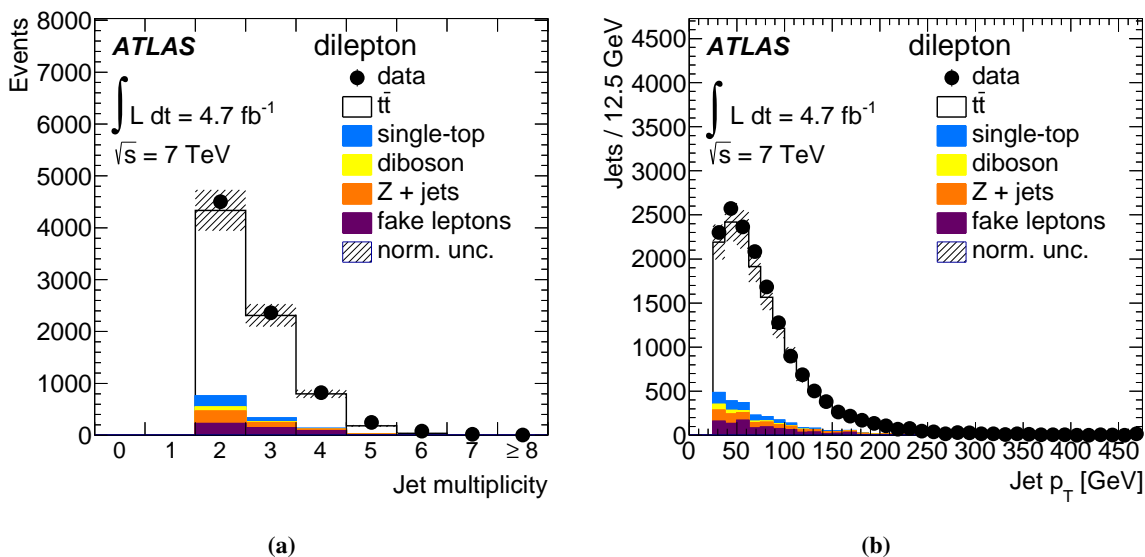 Events
8000
7000
6000
5000
4000
3000
2000
1000
0
ATLAS dilepton
∫ L dt = 4.7 fb⁻¹
√s = 7 TeV
data
tt̄
single-top
diboson
Z + jets
fake leptons
norm. unc.
0 1 2 3 4 5 6 7 ≥ 8
Jet multiplicity
(a)
Jets / 12.5 GeV
4500
4000
3500
3000
2500
2000
1500
1000
500
0
ATLAS dilepton
∫ L dt = 4.7 fb⁻¹
√s = 7 TeV
data
tt̄
single-top
diboson
Z + jets
fake leptons
norm. unc.
50 100 150 200 250 300 350 400 450
Jet p_T [GeV]
(b)